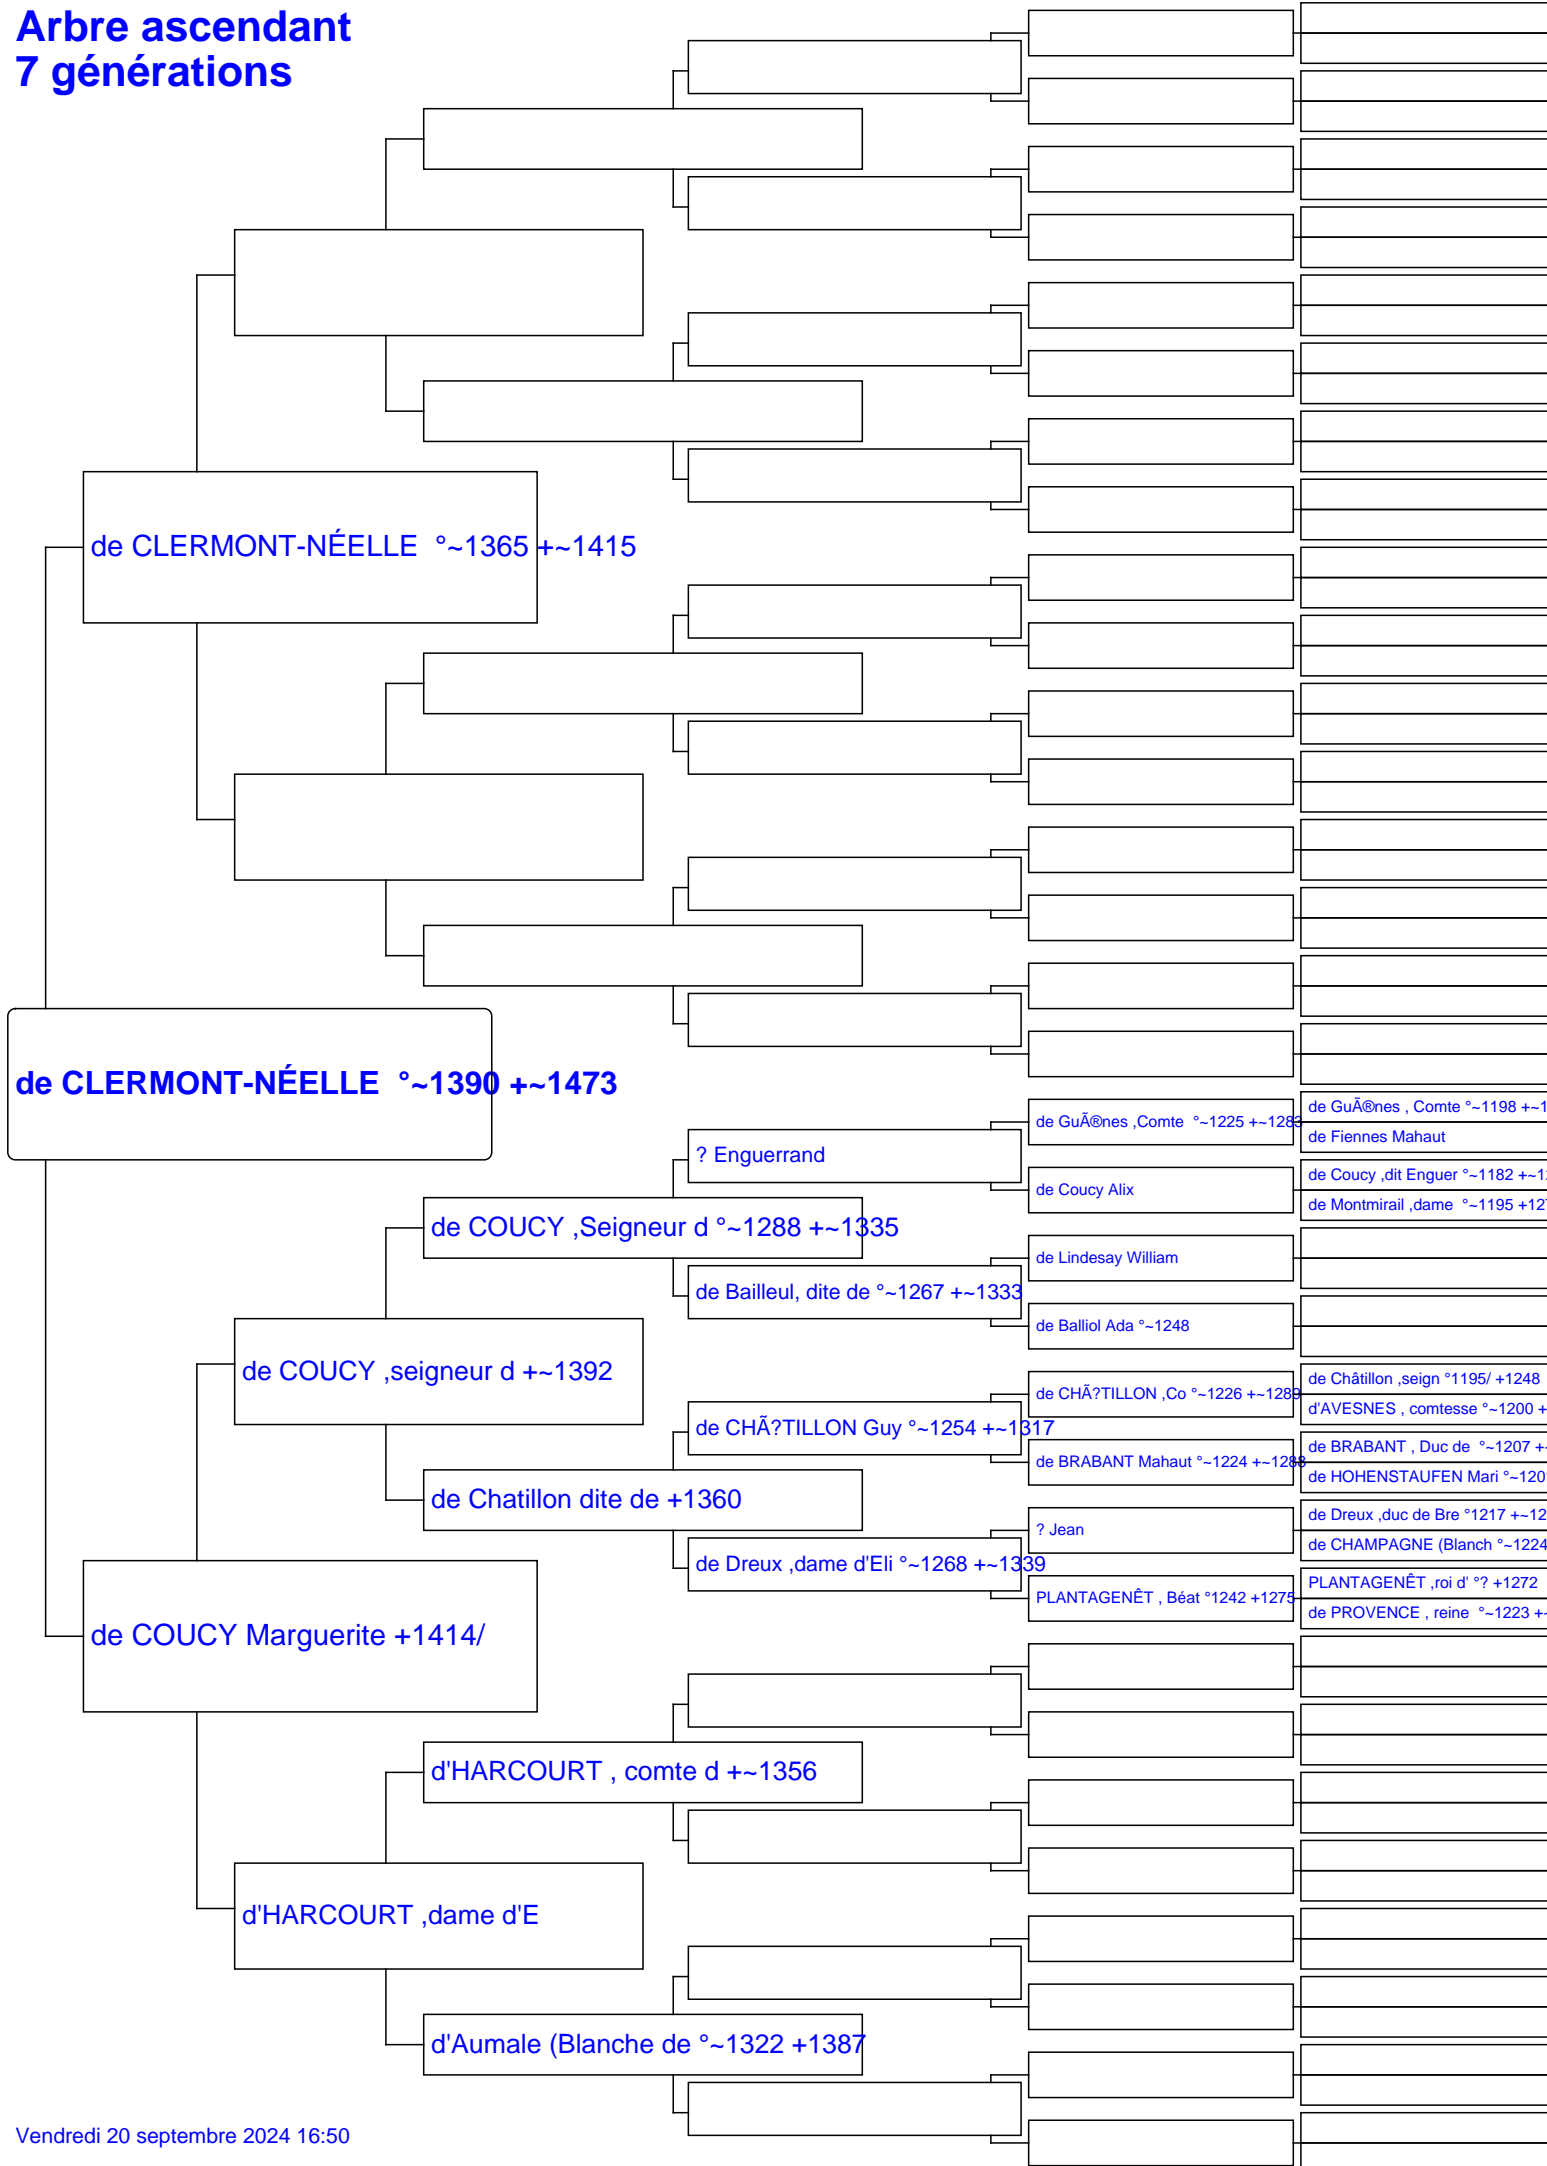 Arbre ascendant
7 générations
de CLERMONT-NÉELLE °~1365 +~1415
de CLERMONT-NÉELLE °~1390 +~1473
de GuÃ®nes , Comte °~1198 +~1
de GuÃ®nes ,Comte °~1225 +~1283
de Fiennes Mahaut
? Enguerrand
de Coucy ,dit Enguer °~1182 +~12
de Coucy Alix
de Montmirail ,dame °~1195 +127
de COUCY ,Seigneur d °~1288 +~1335
de Lindesay William
de Bailleul, dite de °~1267 +~1333
de Balliol Ada °~1248
de COUCY ,seigneur d +~1392
de Châtillon ,seign °1195/ +1248
de CHÃ?TILLON ,Co °~1226 +~1289
d'AVESNES , comtesse °~1200 +
de CHÃ?TILLON Guy °~1254 +~1317
de BRABANT , Duc de °~1207 +~
de BRABANT Mahaut °~1224 +~1288
de HOHENSTAUFEN Mari °~120
de Chatillon dite de +1360
de Dreux ,duc de Bre °1217 +~12
? Jean
de CHAMPAGNE (Blanch °~1224
de Dreux ,dame d'Eli °~1268 +~1339
PLANTAGENÊT ,roi d' °? +1272
PLANTAGENÊT , Béat °1242 +1275
de PROVENCE , reine °~1223 +~
de COUCY Marguerite +1414/
d'HARCOURT , comte d +~1356
d'HARCOURT ,dame d'E
d'Aumale (Blanche de °~1322 +1387
Vendredi 20 septembre 2024 16:50